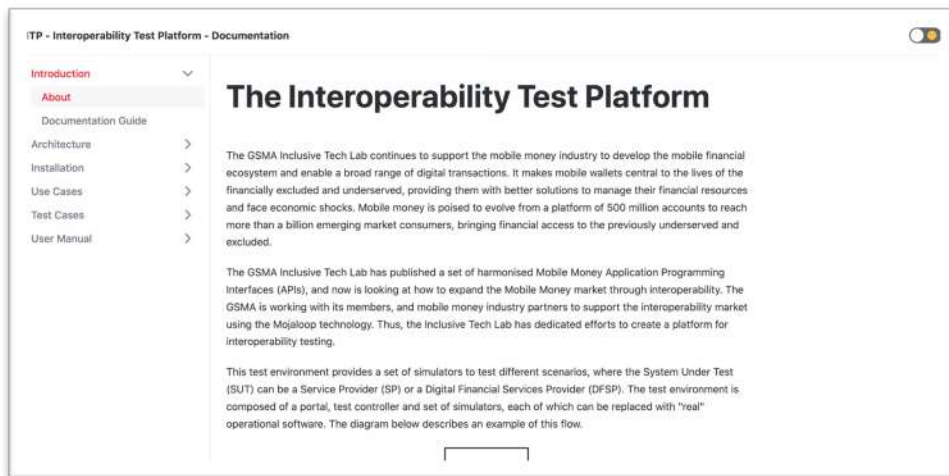 ITP - Interoperability Test Platform - Documentation
Introduction
About
Documentation Guide
Architecture
Installation
Use Cases
Test Cases
User Manual
The Interoperability Test Platform
The GSMA Inclusive Tech Lab continues to support the mobile money industry to develop the mobile financial
ecosystem and enable a broad range of digital transactions. It makes mobile wallets central to the lives of the
financially excluded and underserved, providing them with better solutions to manage their financial resources
and face economic shocks. Mobile money is poised to evolve from a platform of 500 million accounts to reach
more than a billion emerging market consumers, bringing financial access to the previously underserved and
excluded.
The GSMA Inclusive Tech Lab has published a set of harmonised Mobile Money Application Programming
Interfaces (APIs), and now is looking at how to expand the Mobile Money market through interoperability. The
GSMA is working with its members, and mobile money industry partners to support the interoperability market
using the Mojaloop technology. Thus, the Inclusive Tech Lab has dedicated efforts to create a platform for
interoperability testing.
This test environment provides a set of simulators to test different scenarios, where the System Under Test
(SUT) can be a Service Provider (SP) or a Digital Financial Services Provider (DFSP). The test environment is
composed of a portal, test controller and set of simulators, each of which can be replaced with "real"
operational software. The diagram below describes an example of this flow.